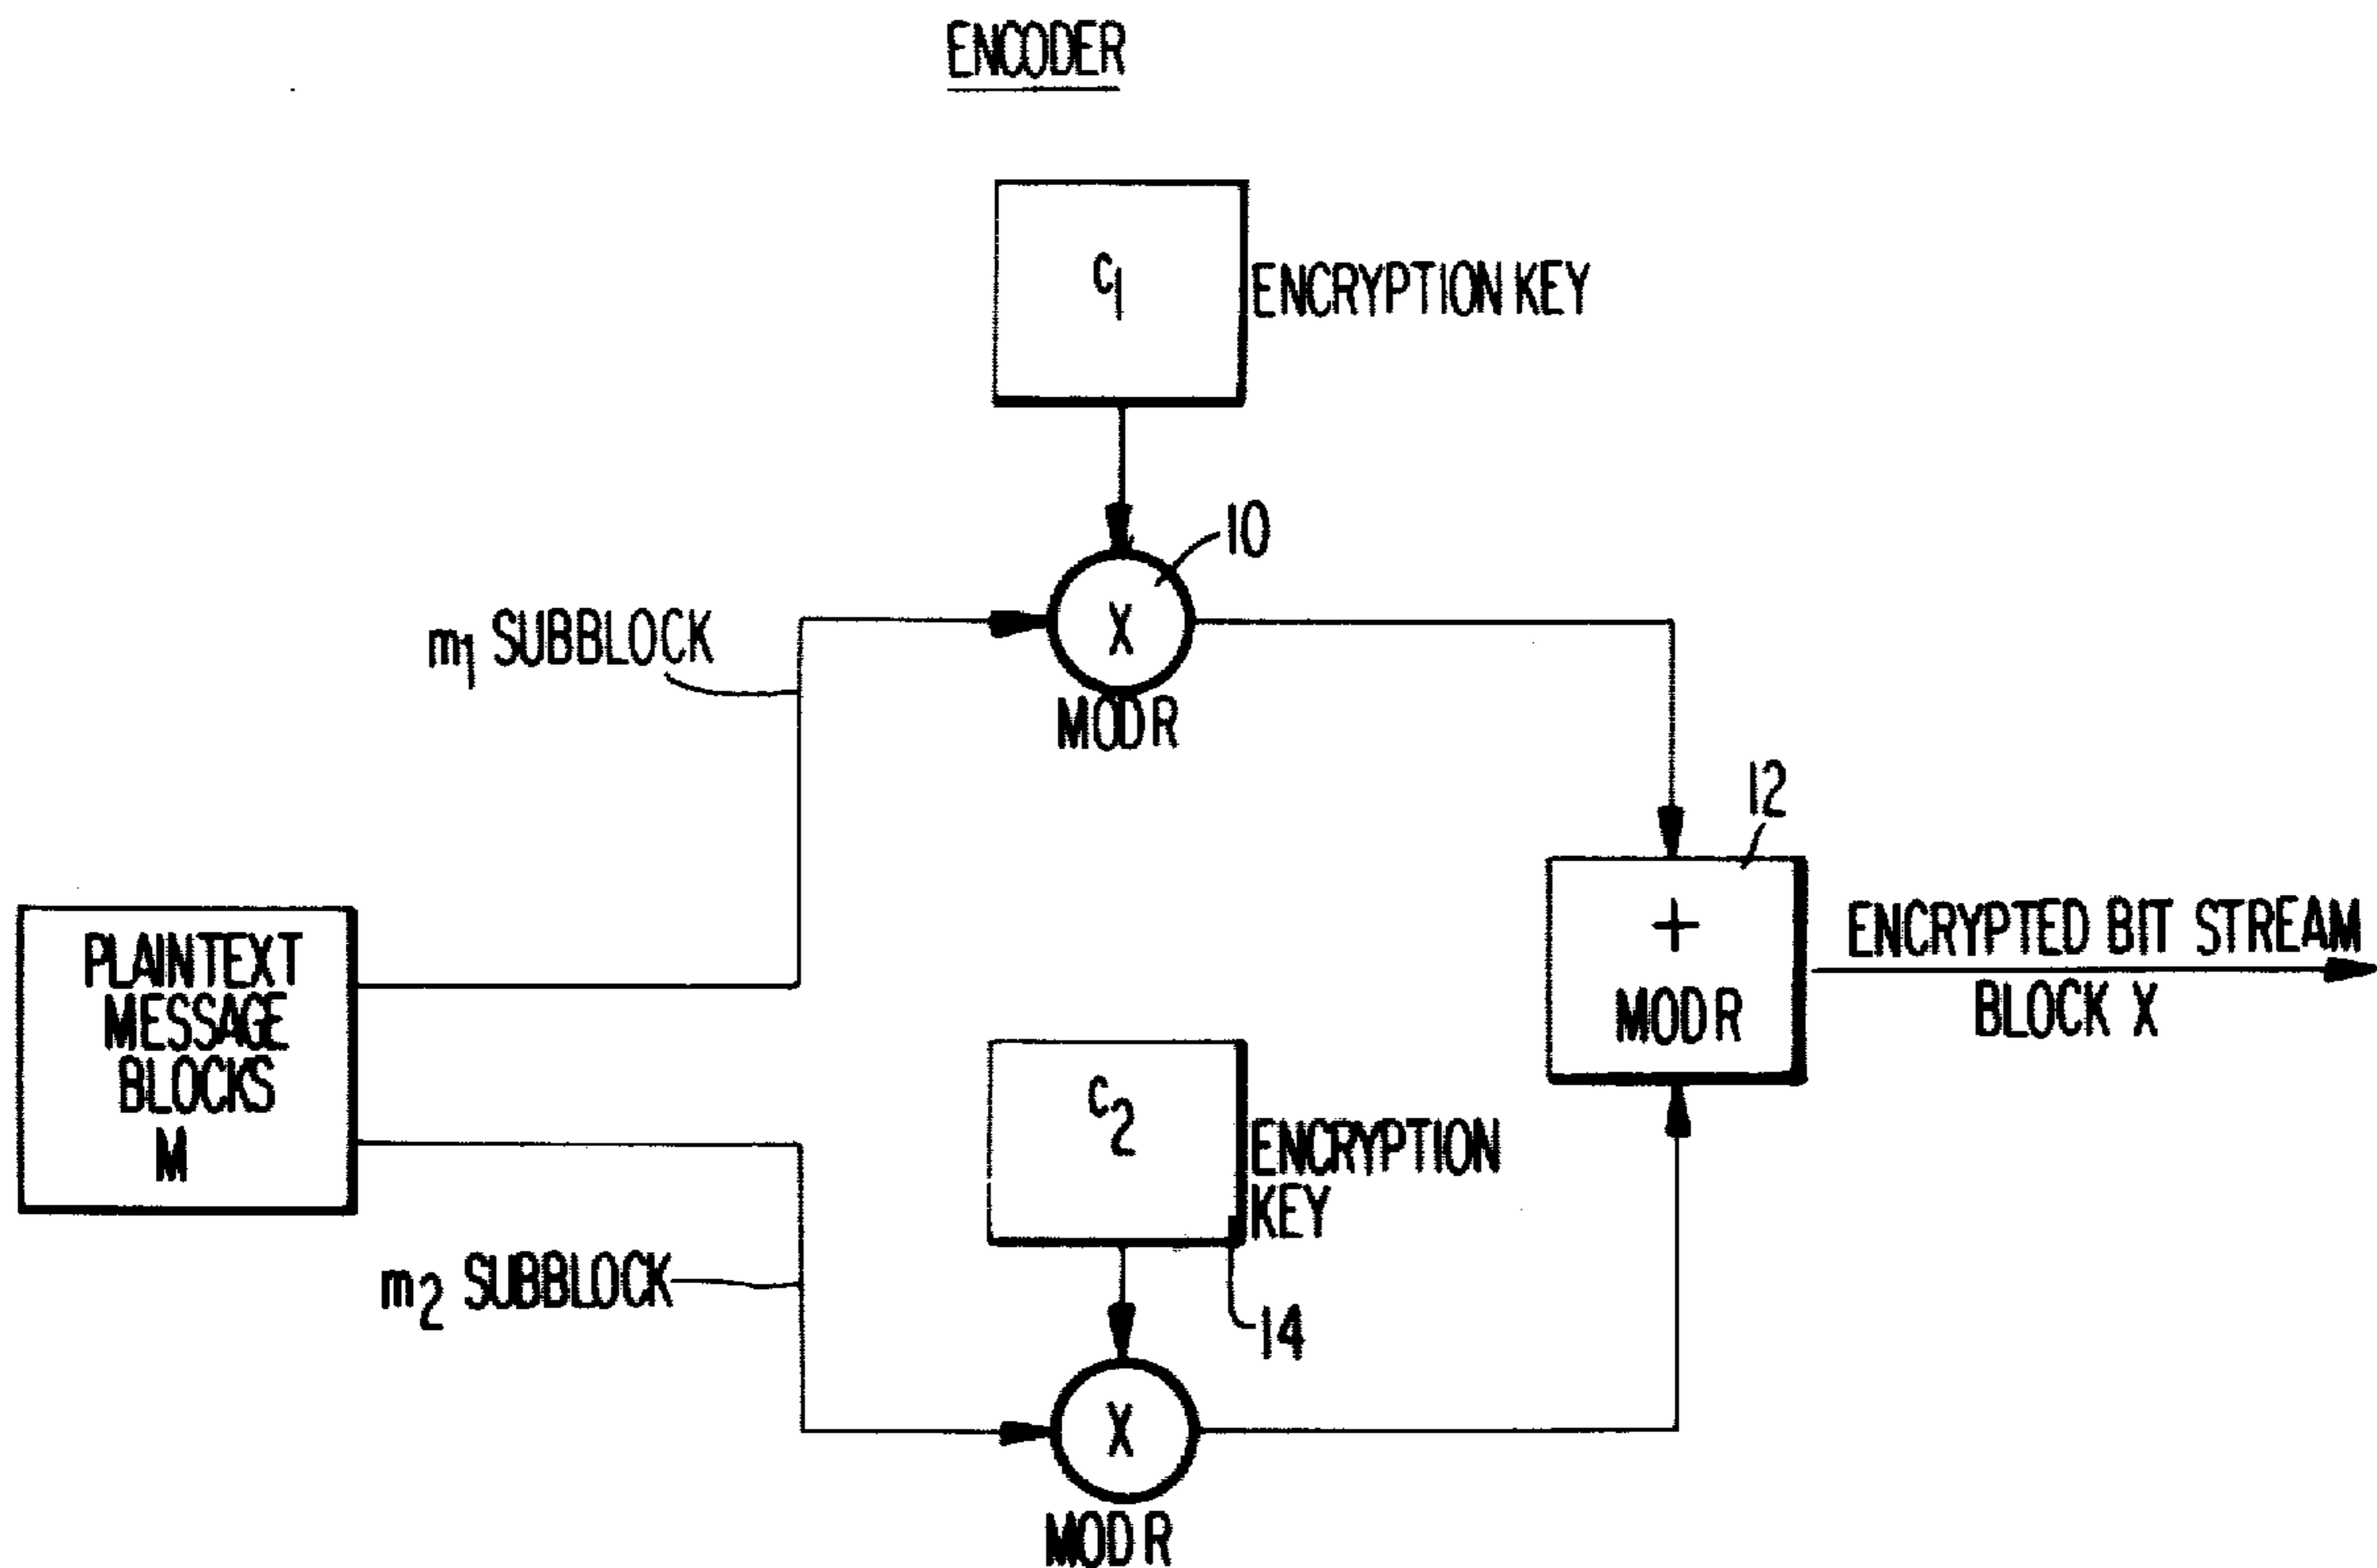 ENCODER
c1
ENCRYPTION KEY
10
X
m1 SUBBLOCK
MOD R
12
+
MOD R
ENCRYPTED BIT STREAM
BLOCK X
PLAINTEXT
MESSAGE
BLOCKS
M
c2
ENCRYPTION
KEY
m2 SUBBLOCK
14
X
MOD R